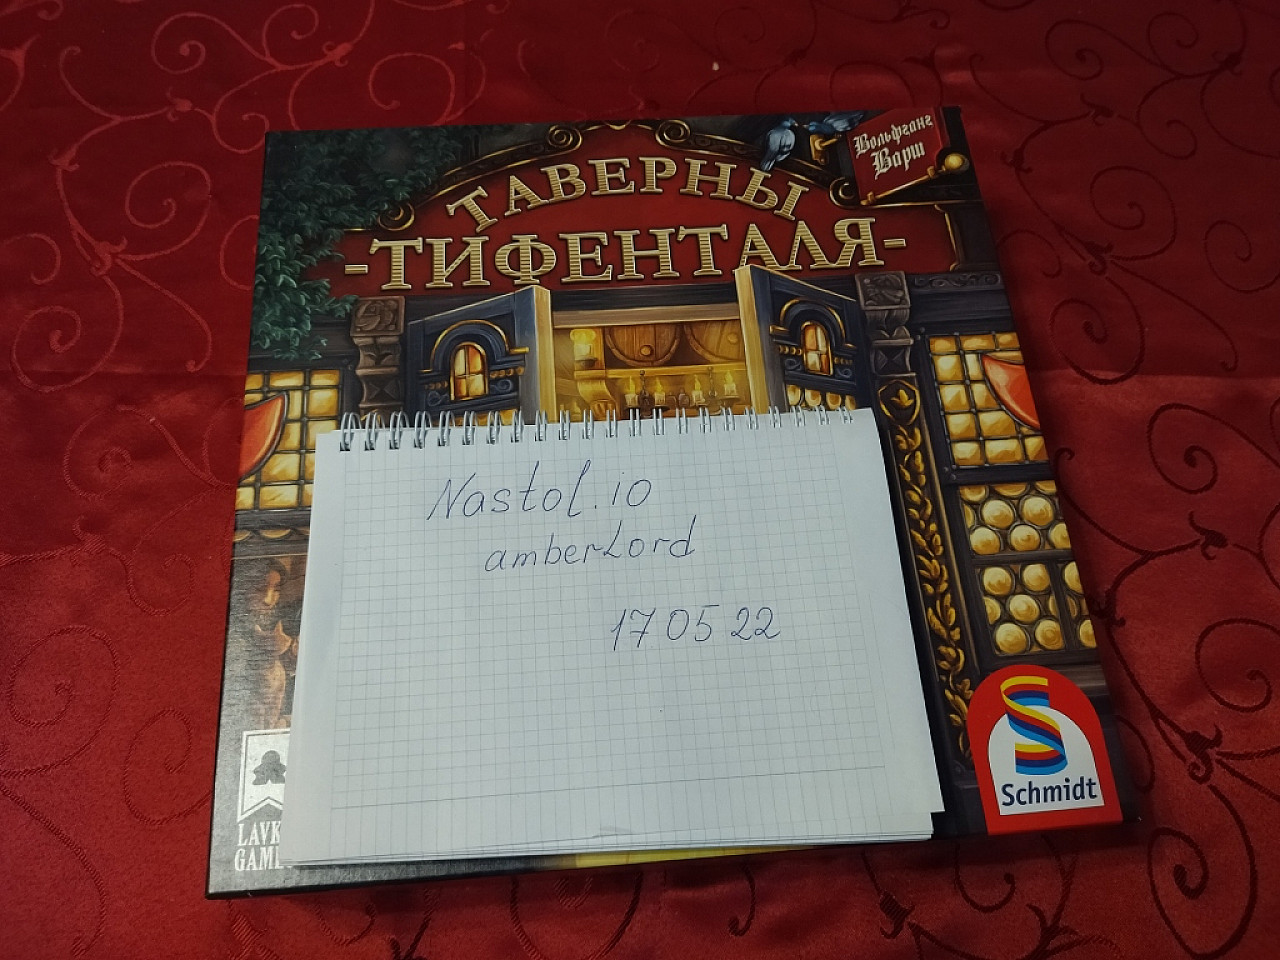 Вольфганг
Варш
ТАВЕРНЫ
-ТИФЕНТАЛЯ-
Nastol.io
amberLord
17 05 22
Schmidt